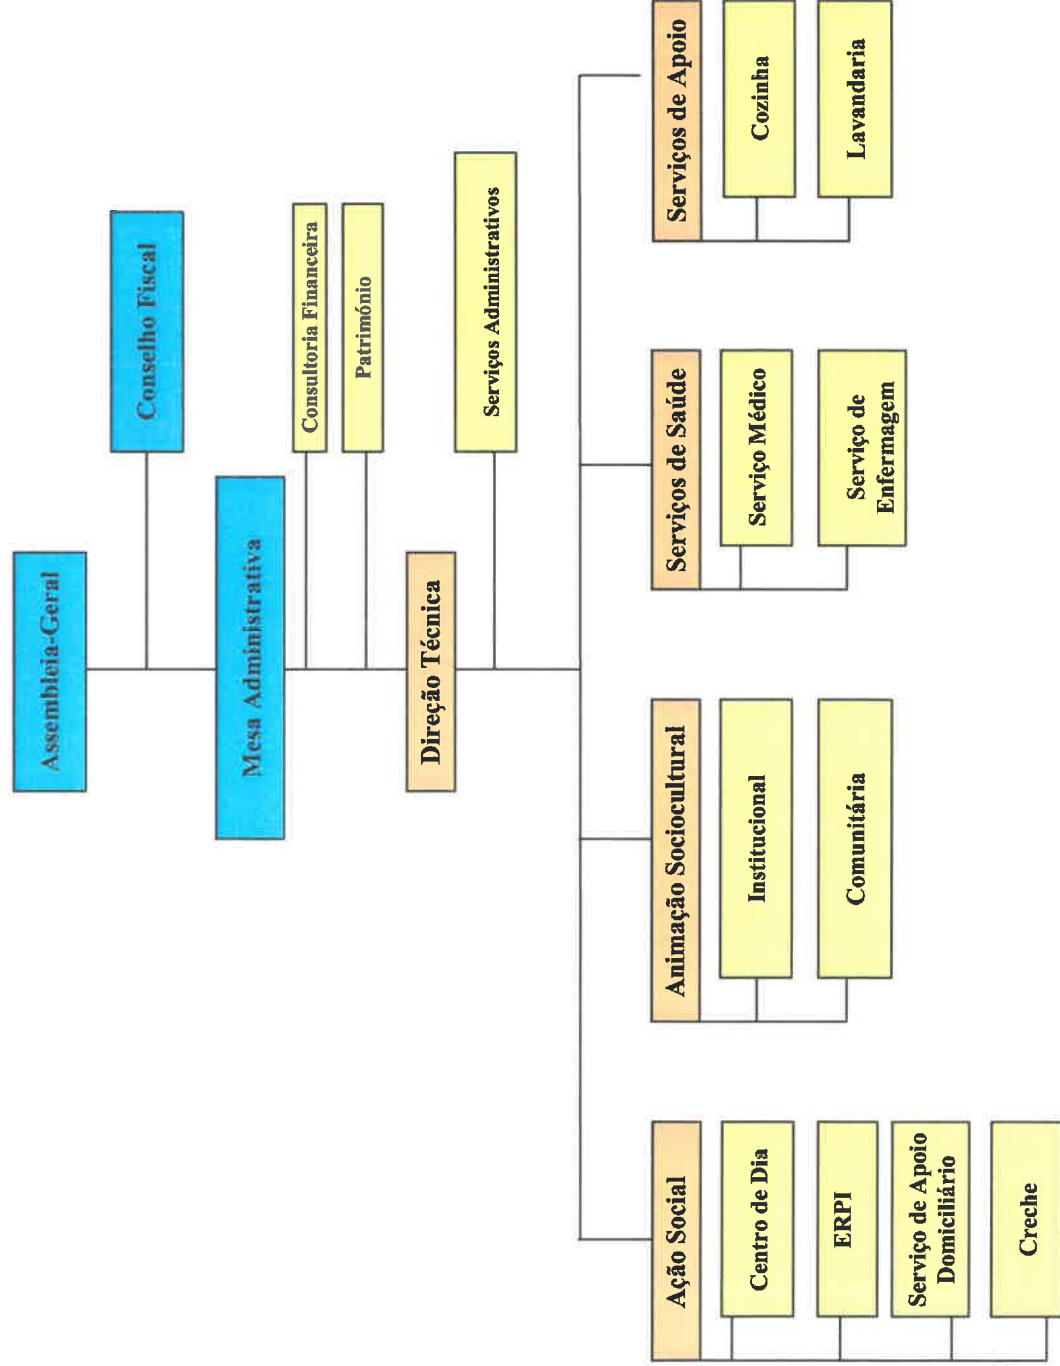 Assembleia-Geral
Conselho Fiscal
Mesa Administrativa
Consultoria Financeira
Património
Direção Técnica
Serviços Administrativos
Ação Social
Centro de Dia
ERPI
Serviço de Apoio
Domiciliário
Creche
Animação Sociocultural
Institucional
Comunitária
Serviços de Saúde
Serviço Médico
Serviço de
Enfermagem
Serviços de Apoio
Cozinha
Lavandaria